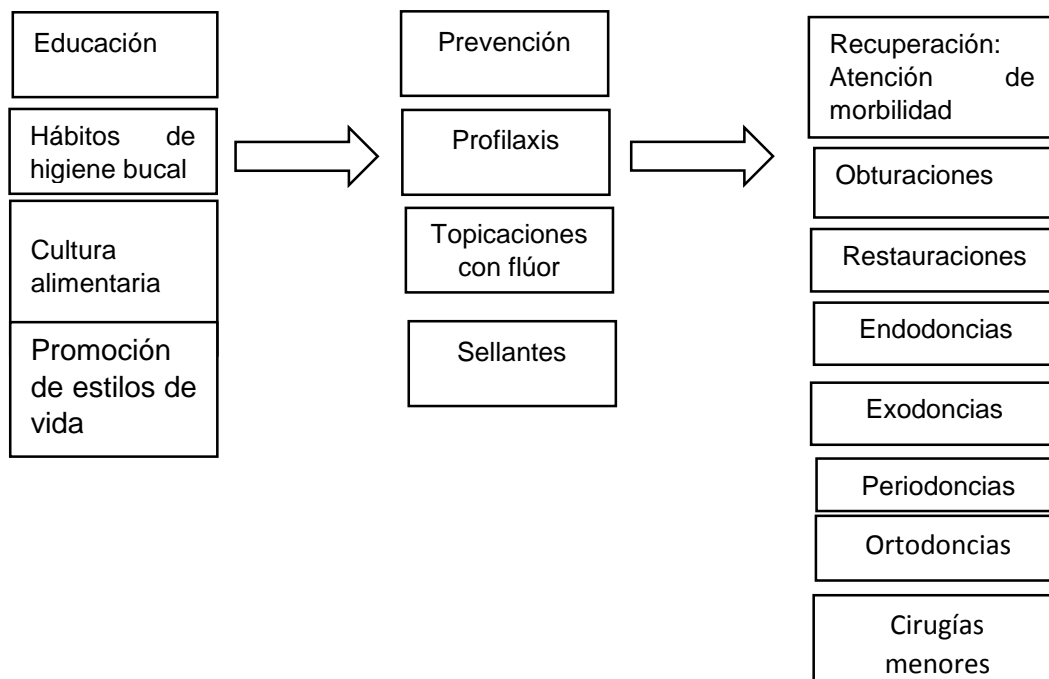 Educación
Hábitos de
higiene bucal
Cultura
alimentaria
Promoción
de estilos de
vida
Prevención
Profilaxis
Topicaciones
con flúor
Sellantes
Recuperación:
Atención de
morbilidad
Obturaciones
Restauraciones
Endodoncias
Exodoncias
Periodoncias
Ortodoncias
Cirugías
menores